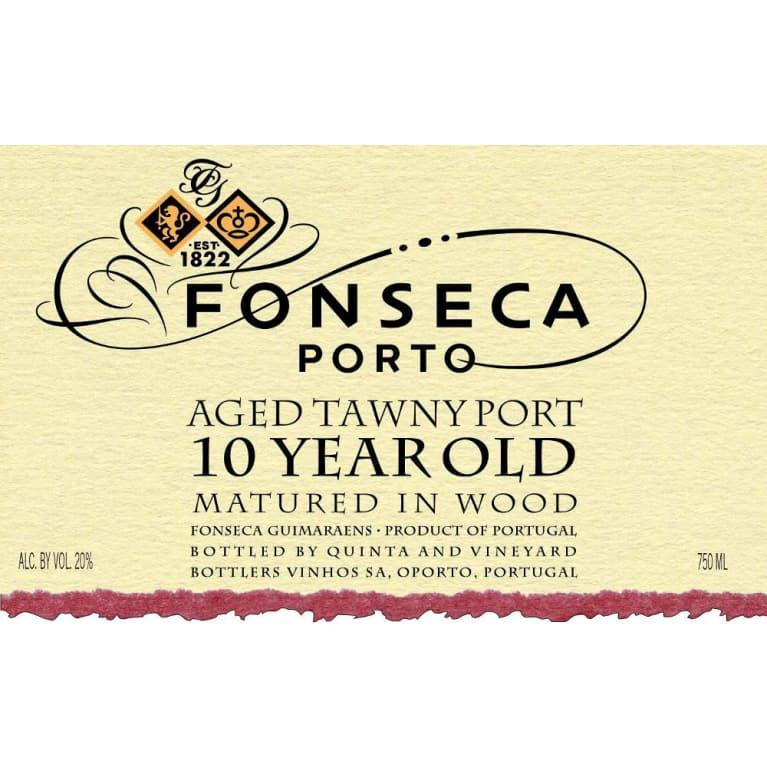 ·EST·
1822
FONSECA
PORTO
AGED TAWNY PORT
10 YEAR OLD
MATURED IN WOOD
FONSECA GUIMARAENS · PRODUCT OF PORTUGAL
BOTTLED BY QUINTA AND VINEYARD
BOTTLERS VINHOS SA, OPORTO, PORTUGAL
ALC. BY VOL. 20%
750 ML